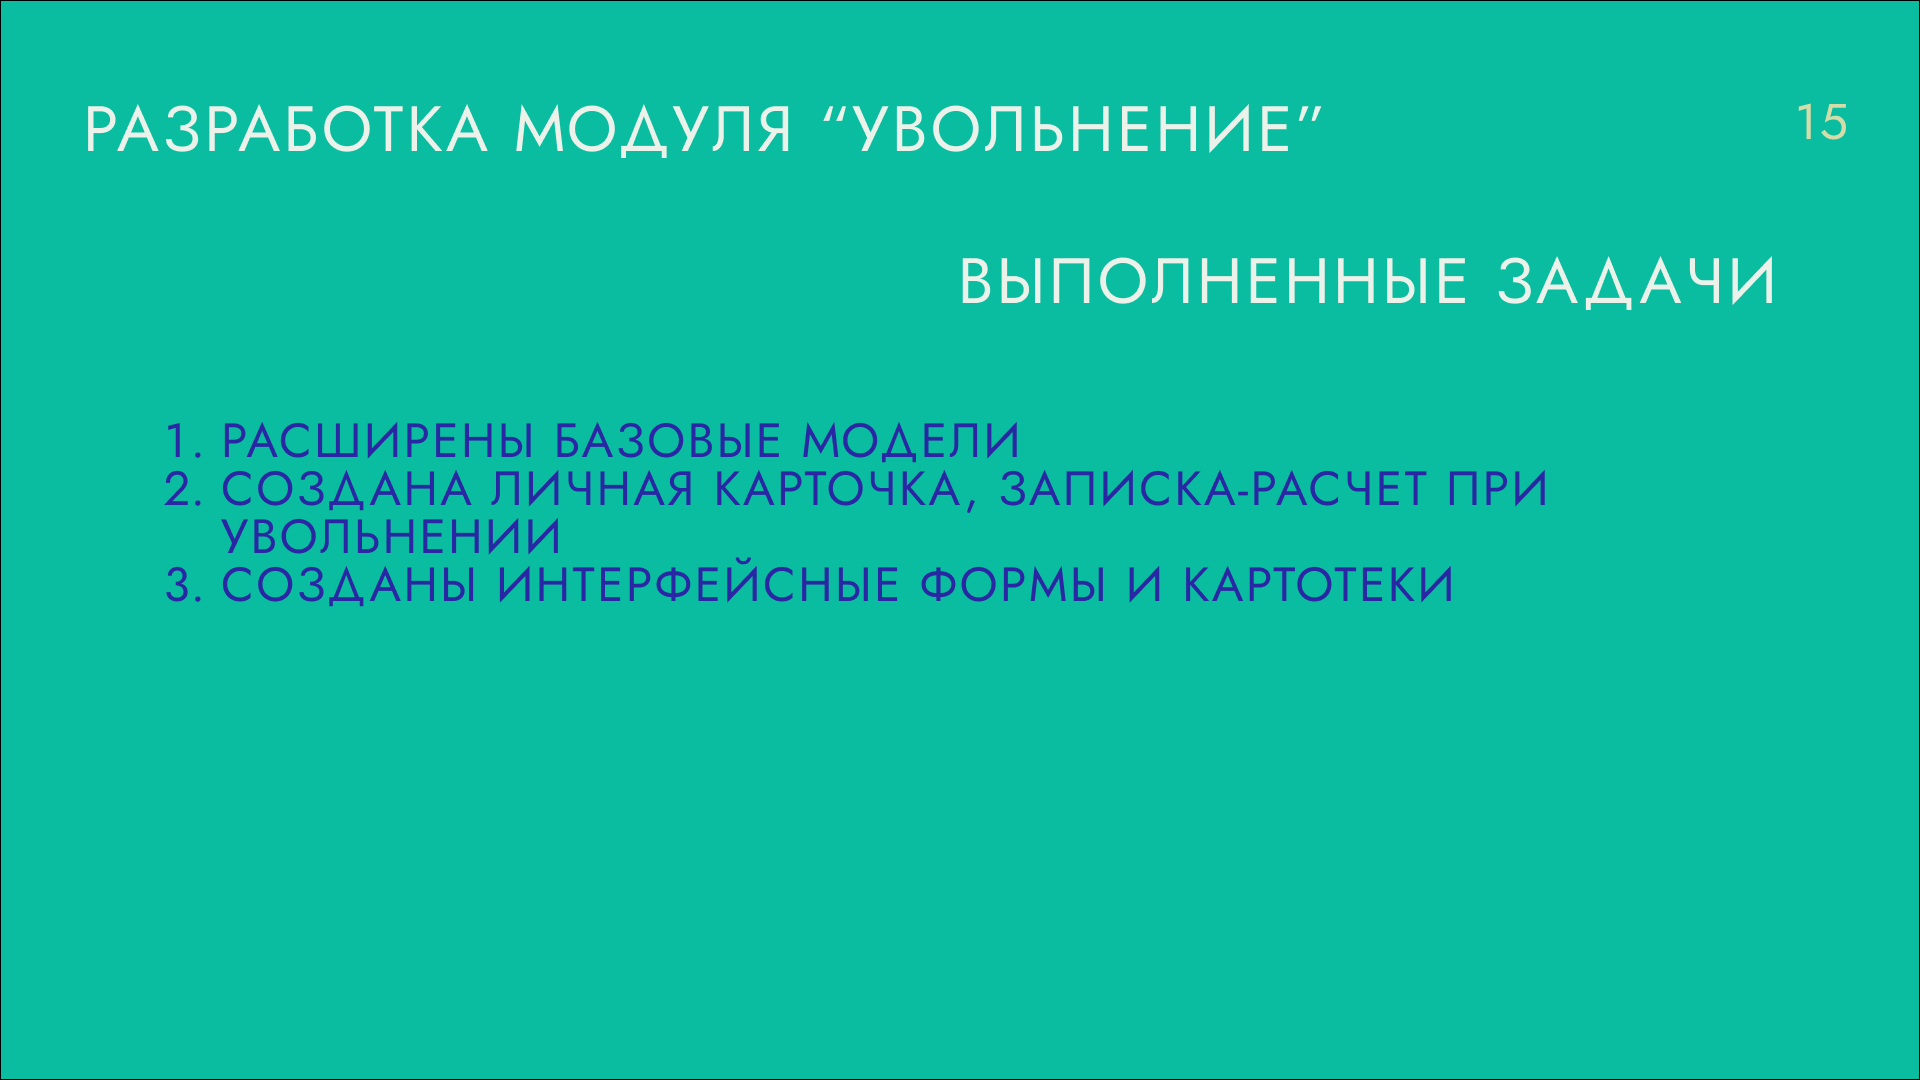 РАЗРАБОТКА МОДУЛЯ “УВОЛЬНЕНИЕ”
15
ВЫПОЛНЕННЫЕ ЗАДАЧИ
1. РАСШИРЕНЫ БАЗОВЫЕ МОДЕЛИ
2. СОЗДАНА ЛИЧНАЯ КАРТОЧКА, ЗАПИСКА-РАСЧЕТ ПРИ
УВОЛЬНЕНИИ
3. СОЗДАНЫ ИНТЕРФЕЙСНЫЕ ФОРМЫ И КАРТОТЕКИ